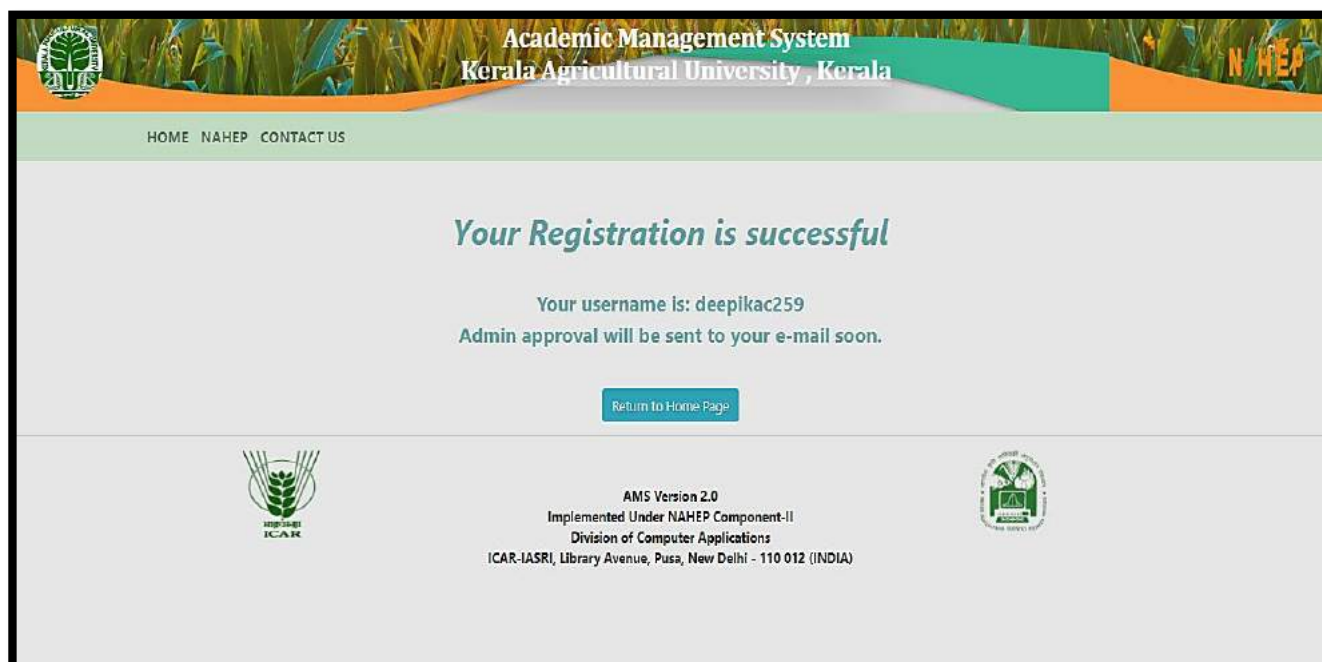 Academic Management System
Kerala Agricultural University , Kerala
NAHEP
HOME NAHEP CONTACT US
Your Registration is successful
Your username is: deepikac259
Admin approval will be sent to your e-mail soon.
Return to Home Page
ICAR
AMS Version 2.0
Implemented Under NAHEP Component-II
Division of Computer Applications
ICAR-IASRI, Library Avenue, Pusa, New Delhi - 110 012 (INDIA)